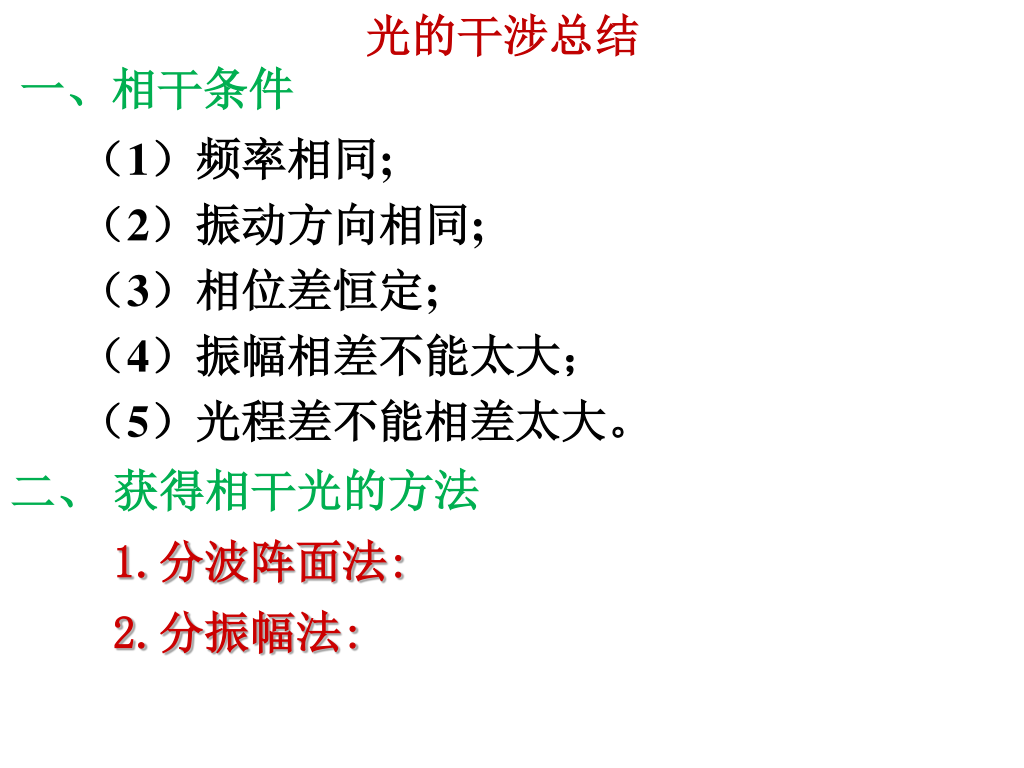 光的干涉总结
一、相干条件
（1）频率相同;
（2）振动方向相同;
（3）相位差恒定;
（4）振幅相差不能太大;
（5）光程差不能相差太大。
二、 获得相干光的方法
1.分波阵面法:
2.分振幅法: